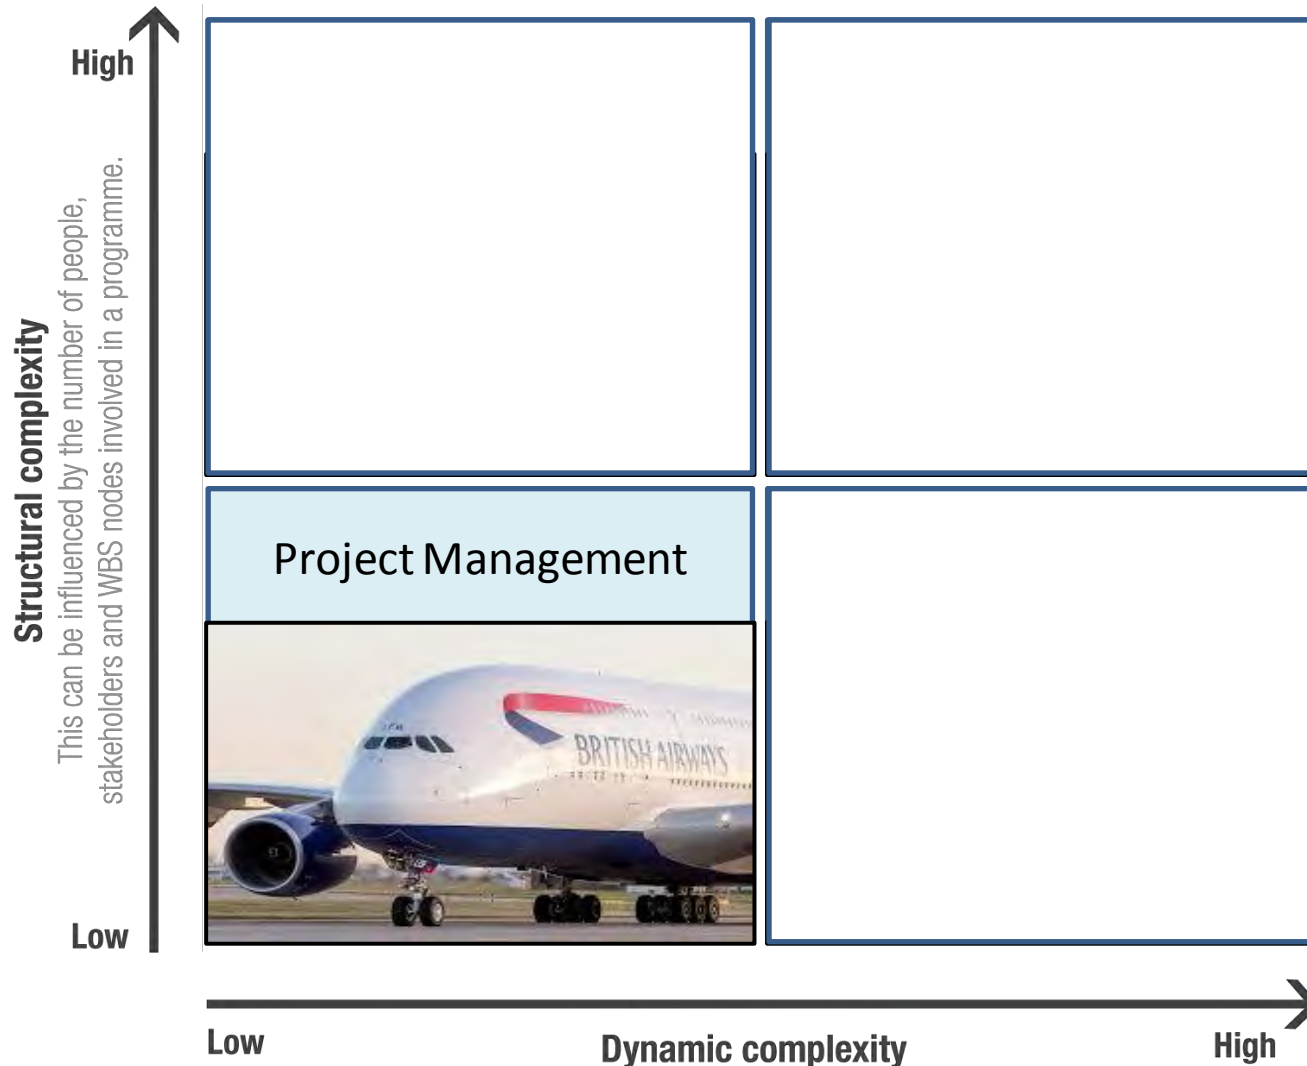 High
Structural complexity
This can be influenced by the number of people,
stakeholders and WBS nodes involved in a programme.
Project Management
BRITISH AIRWAYS
Low
Low
Dynamic complexity
High